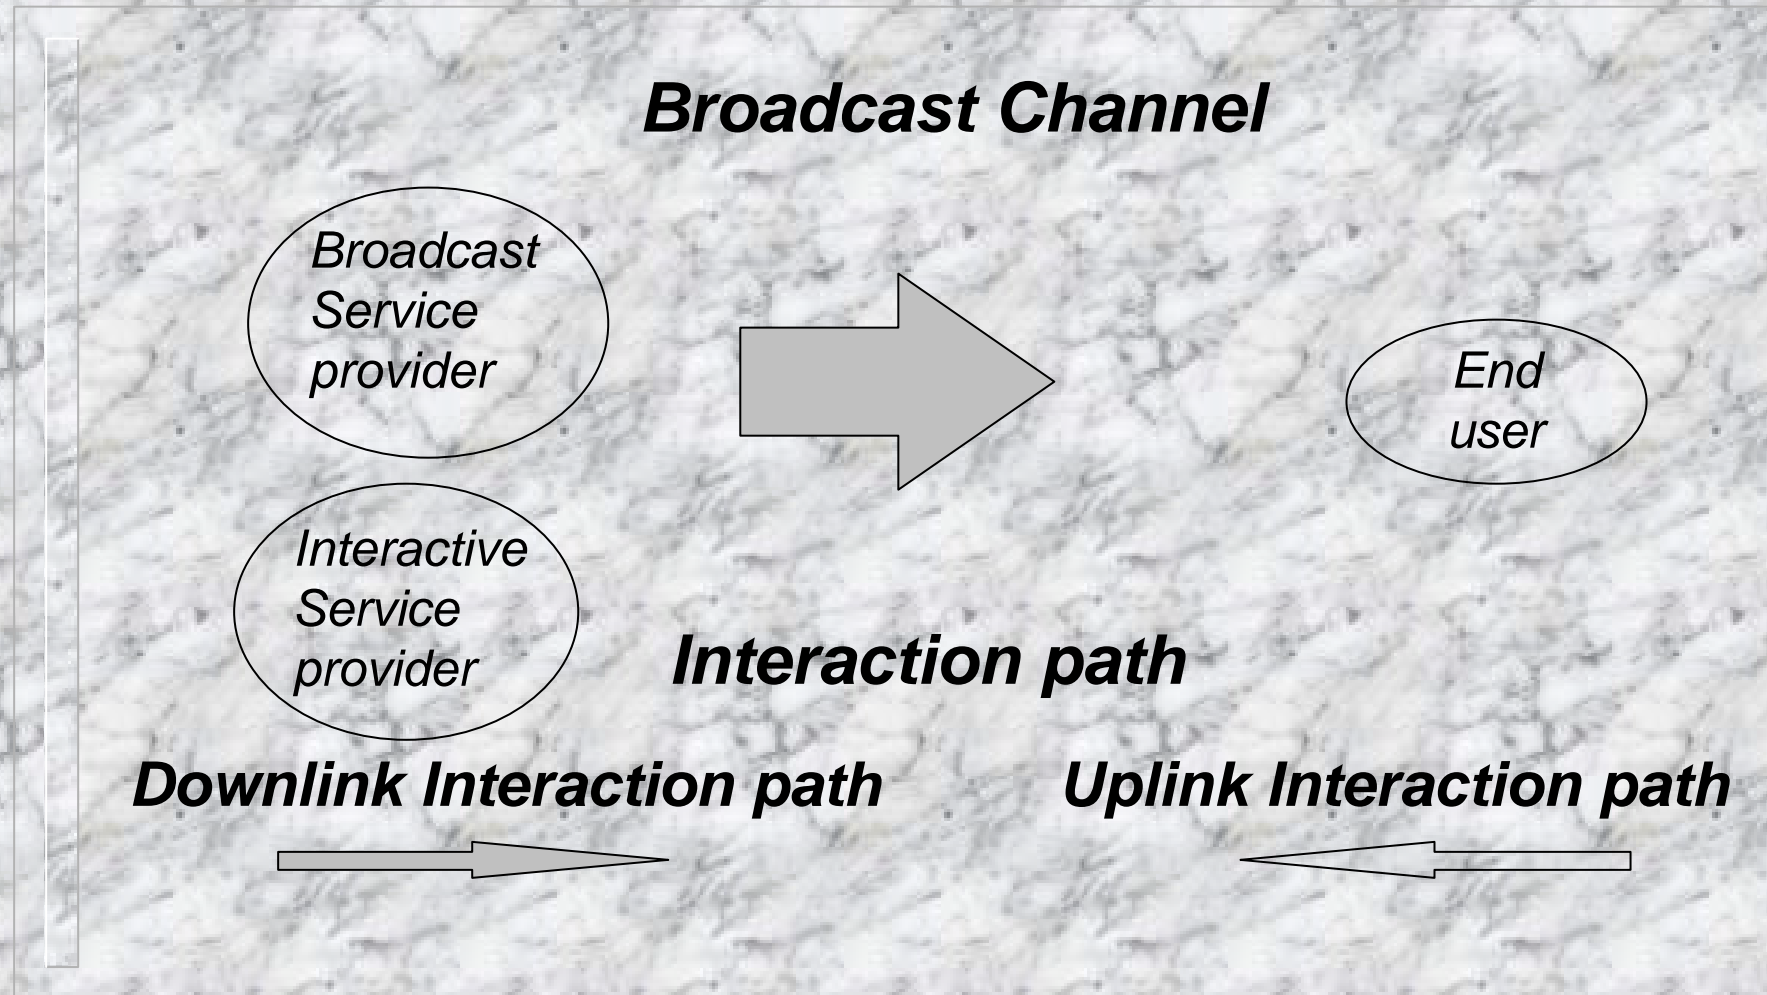 Broadcast Channel
Broadcast
Service
provider
End
user
Interactive
Service
provider
Interaction path
Downlink Interaction path
Uplink Interaction path